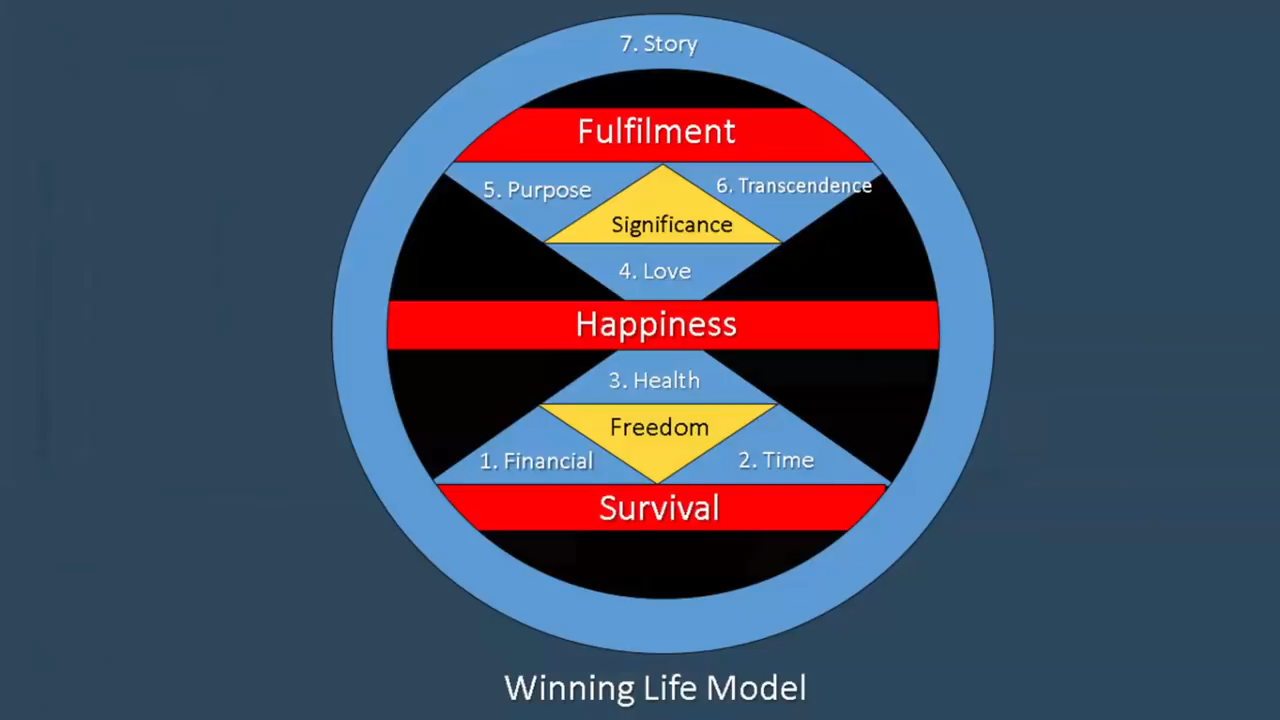 7. Story
Fulfilment
5. Purpose
6. Transcendence
Significance
4. Love
Happiness
3. Health
Freedom
1. Financial
2. Time
Survival
Winning Life Model